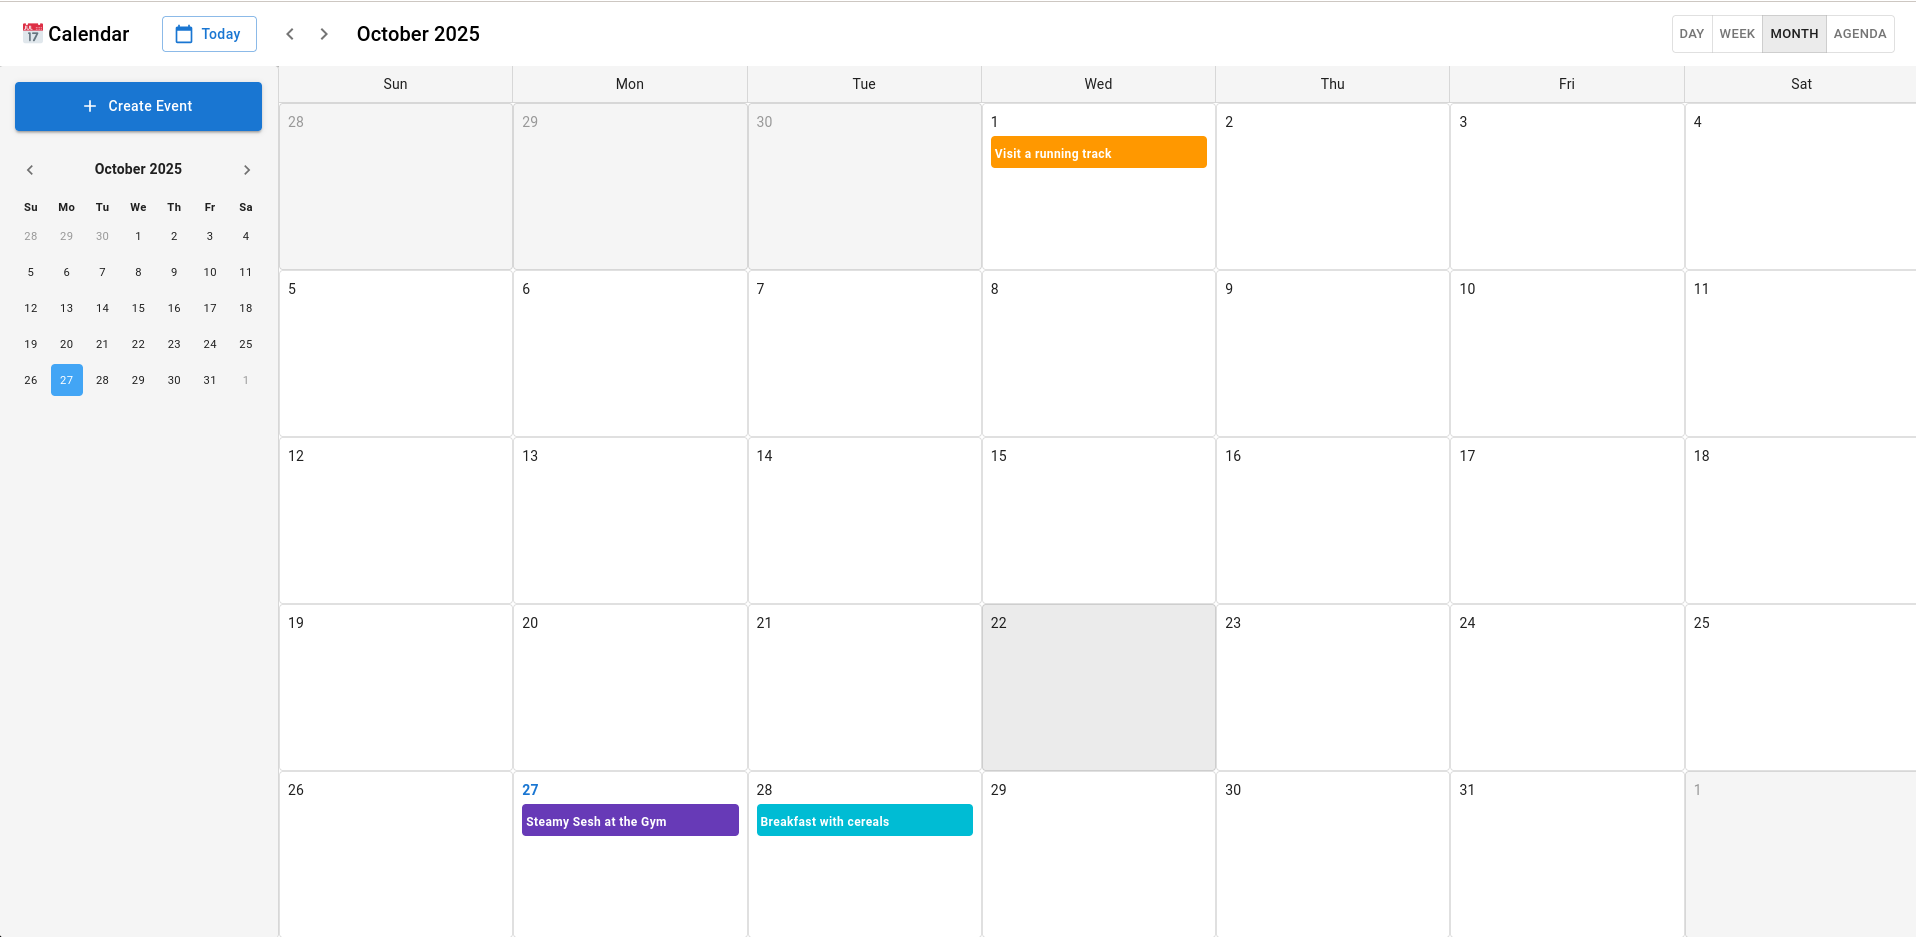 Calendar Today October 2025 DAY WEEK MONTH AGENDA
Create Event
October 2025
Su Mo Tu We Th Fr Sa
28 29 30 1 2 3 4
5 6 7 8 9 10 11
12 13 14 15 16 17 18
19 20 21 22 23 24 25
26 27 28 29 30 31 1
Sun Mon Tue Wed Thu Fri Sat
28 29 30 1 2 3 4
Visit a running track
5 6 7 8 9 10 11
12 13 14 15 16 17 18
19 20 21 22 23 24 25
26 27 28 29 30 31 1
Steamy Sesh at the Gym Breakfast with cereals